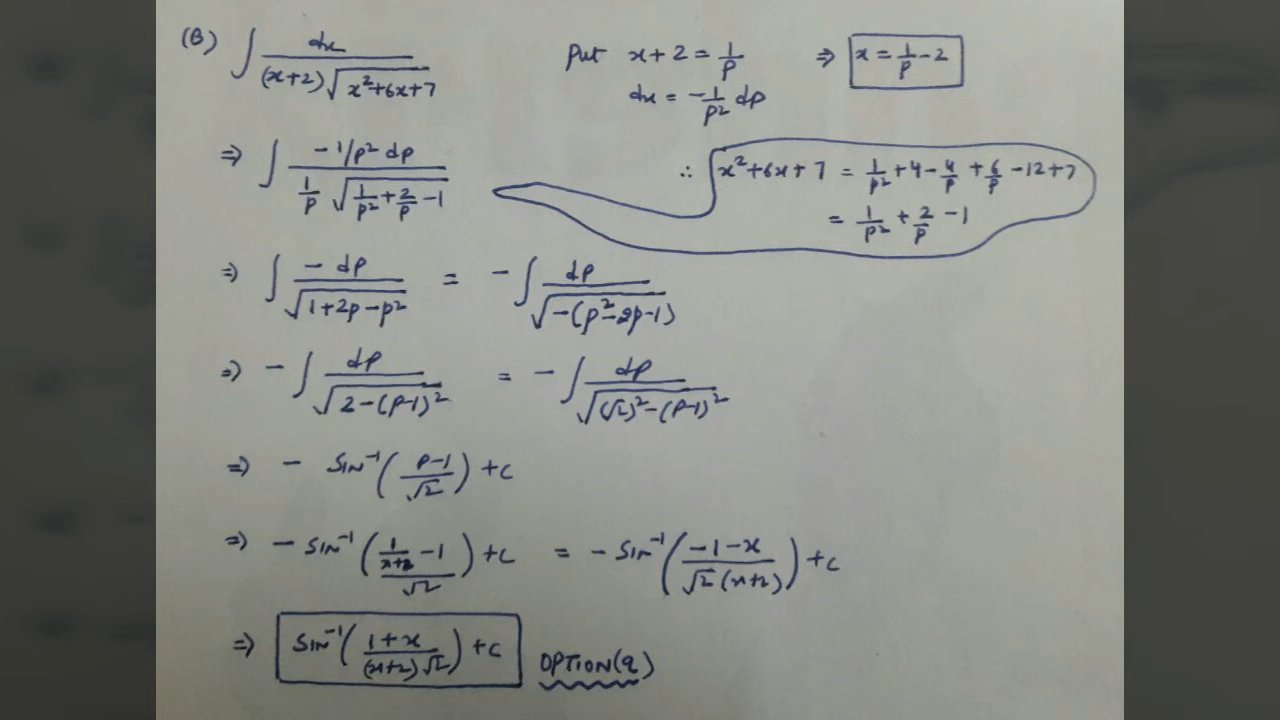 (B) ∫ dx / ((x+2)√(x²+6x+7)) Put x+2 = 1/p ⇒ x = 1/p - 2
dx = -1/p² dp
⇒ ∫ (-1/p² dp) / (1/p √(1/p² + 2/p - 1)) ∴ x²+6x+7 = 1/p² + 4 - 4/p + 6/p - 12 + 7
= 1/p² + 2/p - 1
⇒ ∫ -dp / √(1+2p-p²) = - ∫ dp / √(-(p²-2p-1))
⇒ - ∫ dp / √(2-(p-1)²) = - ∫ dp / √((√2)²-(p-1)²)
⇒ - Sin⁻¹((p-1)/√2) + c
⇒ - Sin⁻¹((1/(x+2) - 1)/√2) + c = - Sin⁻¹((-1-x)/(√2(x+2))) + c
⇒ Sin⁻¹((1+x)/((x+2)√2)) + c OPTION(q)